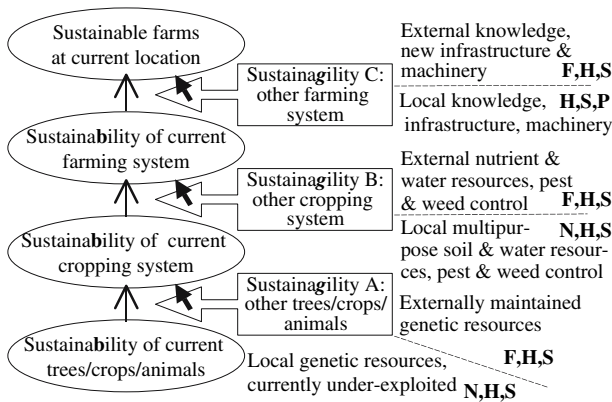 Sustainable farms
at current location
Sustainagility C:
other farming
system
External knowledge,
new infrastructure &
machinery F,H,S
Local knowledge, H,S,P
infrastructure, machinery
Sustainability of current
farming system
Sustainagility B:
other cropping
system
External nutrient &
water resources, pest
& weed control F,H,S
Local multipur- N,H,S
pose soil & water resour-
ces, pest & weed control
Sustainability of current
cropping system
Sustainagility A:
other trees/crops/
animals
Externally maintained
genetic resources
F,H,S
Sustainability of current
trees/crops/animals
Local genetic resources,
currently under-exploited N,H,S